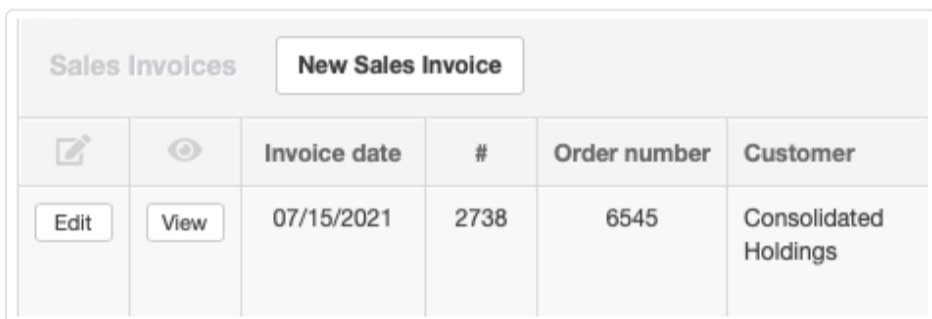 Sales Invoices New Sales Invoice
Invoice date # Order number Customer
Edit View 07/15/2021 2738 6545 Consolidated
Holdings